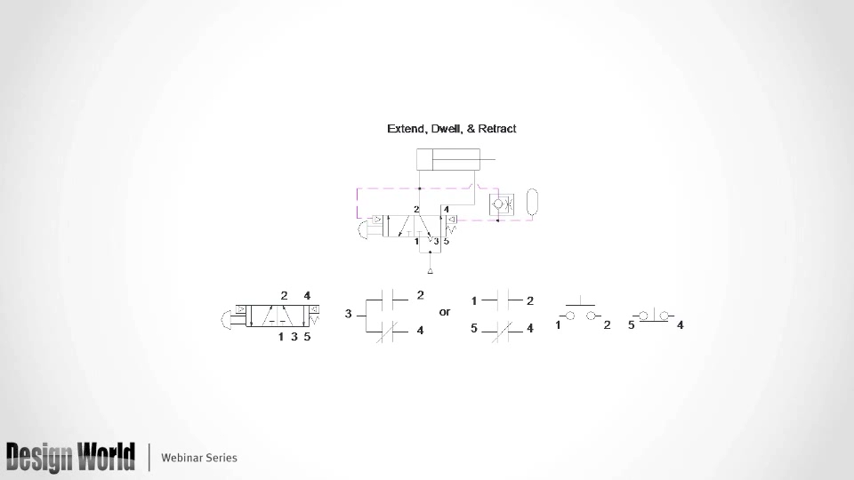 Extend, Dwell, & Retract
2 4
1 3 5
2 4
1 3 5
3
2
4
or
1 2
5 4
1 2
5 4
Design World
Webinar Series